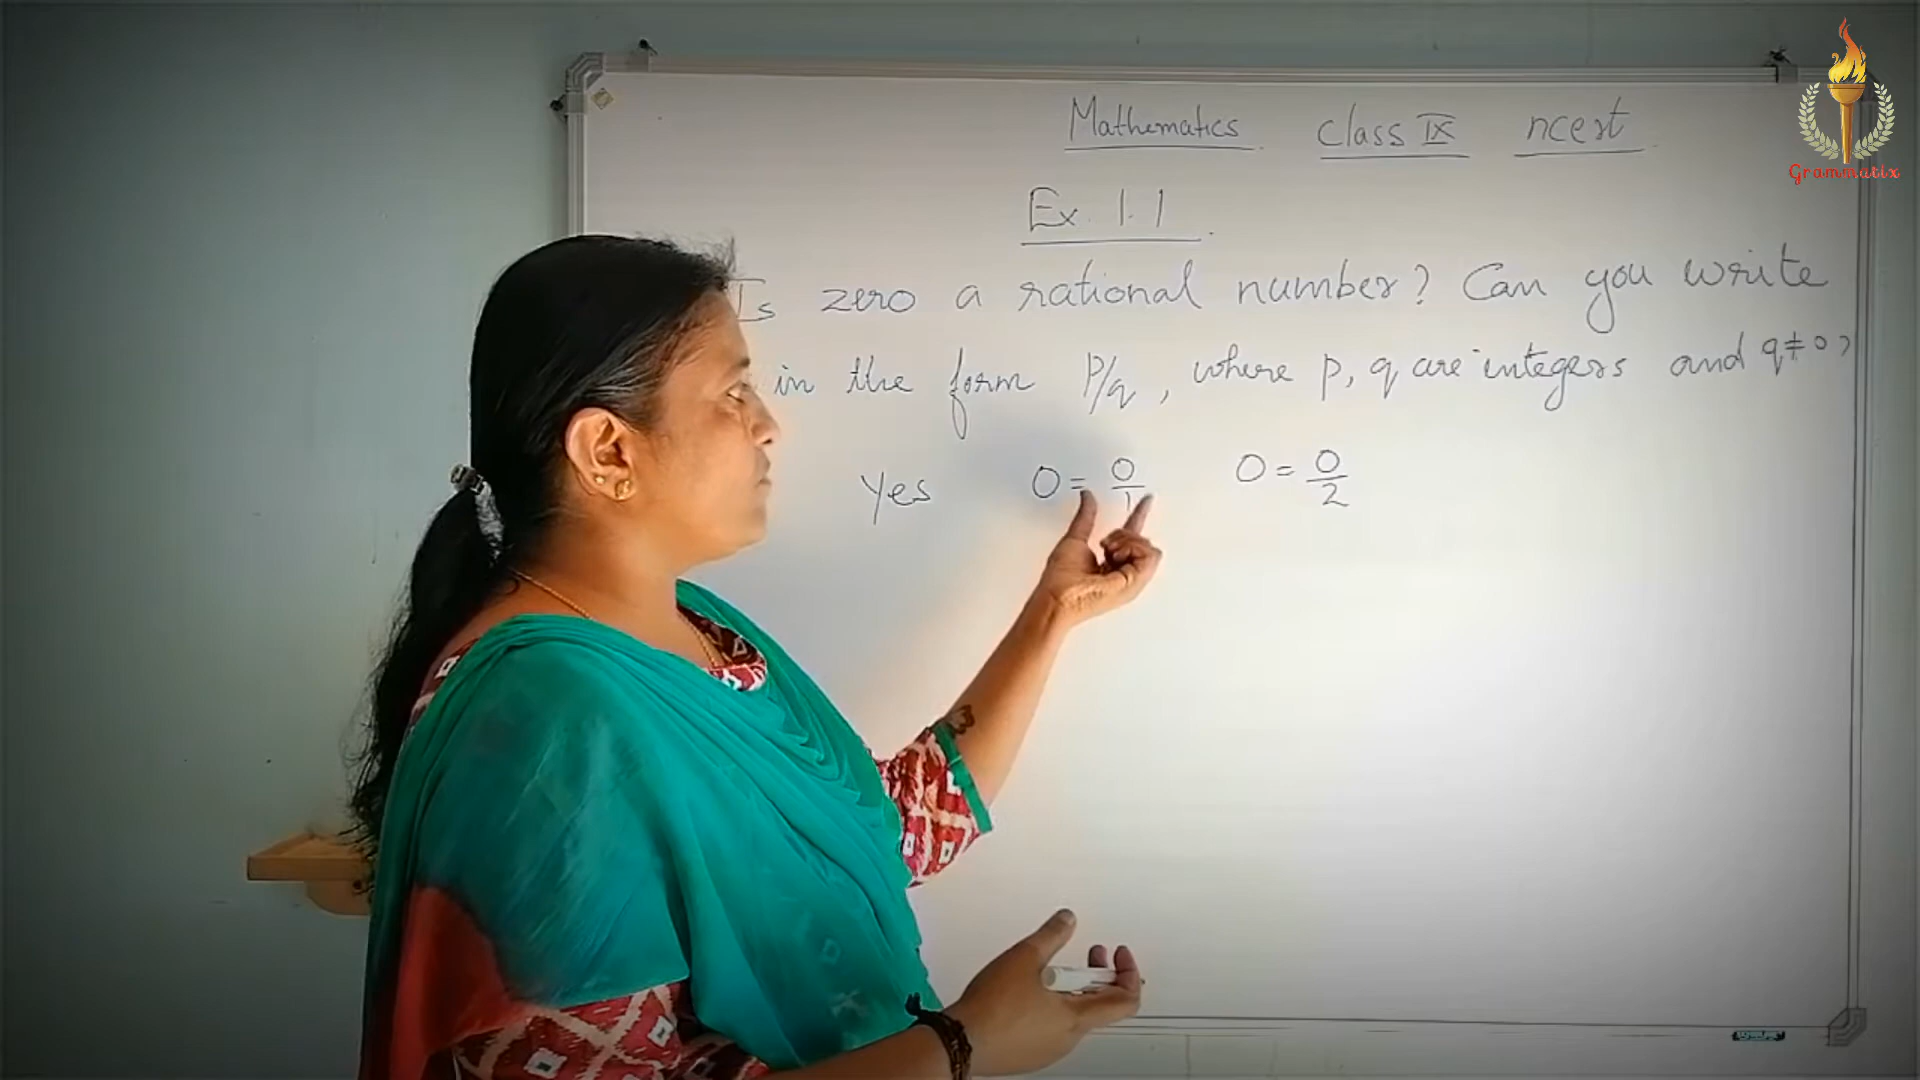 Mathematics Class IX ncert
Grammatix
Ex. 1.1
Is zero a rational number? Can you write
in the form P/q, where p, q are integers and q≠0?
Yes 0 = 0/1 0 = 0/2